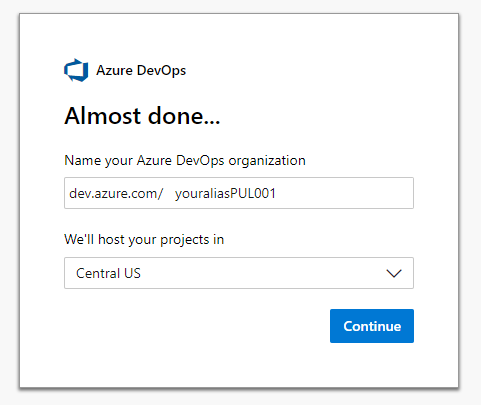 Azure DevOps
Almost done...
Name your Azure DevOps organization
dev.azure.com/ youraliasPUL001
We'll host your projects in
Central US
Continue